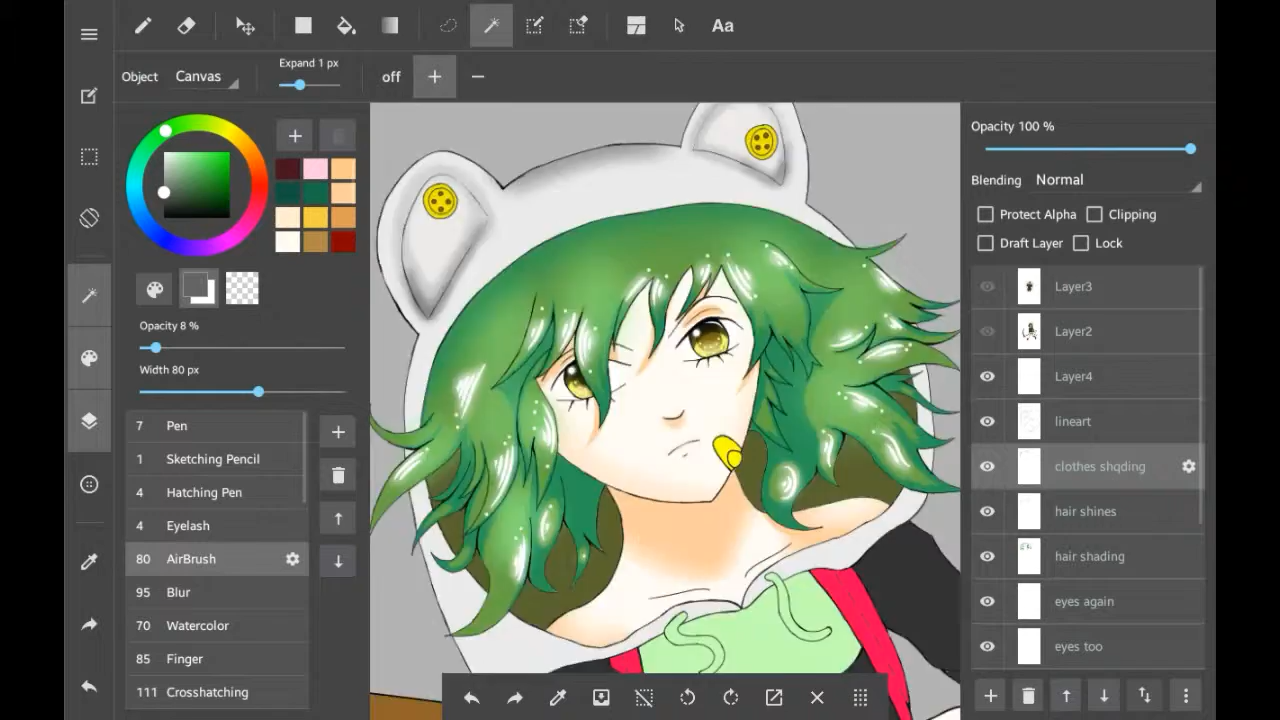 Aa
Object Canvas Expand 1 px off
Opacity 100 %
Blending Normal
Protect Alpha Clipping
Draft Layer Lock
Layer3
Layer2
Layer4
lineart
clothes shqding
hair shines
hair shading
eyes again
eyes too
Opacity 8 %
Width 80 px
7 Pen
1 Sketching Pencil
4 Hatching Pen
4 Eyelash
80 AirBrush
95 Blur
70 Watercolor
85 Finger
111 Crosshatching